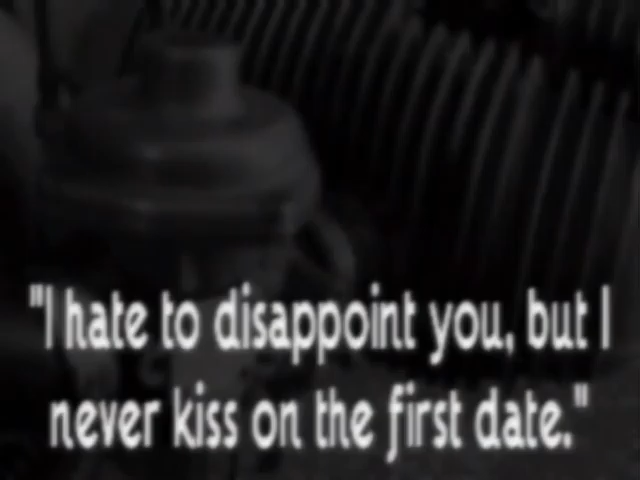 "I hate to disappoint you, but I
never kiss on the first date."